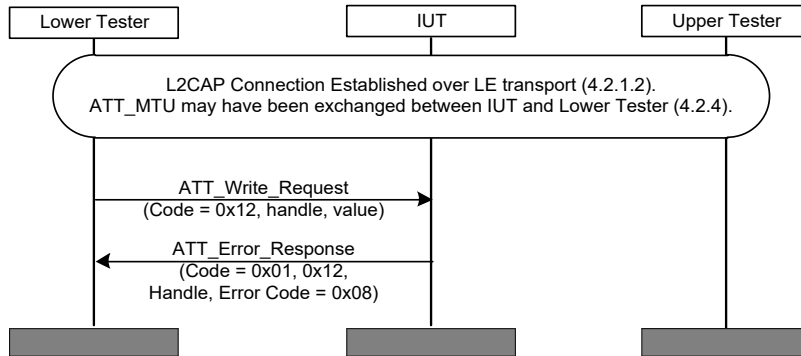 Lower Tester
IUT
Upper Tester
L2CAP Connection Established over LE transport (4.2.1.2).
ATT_MTU may have been exchanged between IUT and Lower Tester (4.2.4).
ATT_Write_Request
(Code = 0x12, handle, value)
ATT_Error_Response
(Code = 0x01, 0x12,
Handle, Error Code = 0x08)